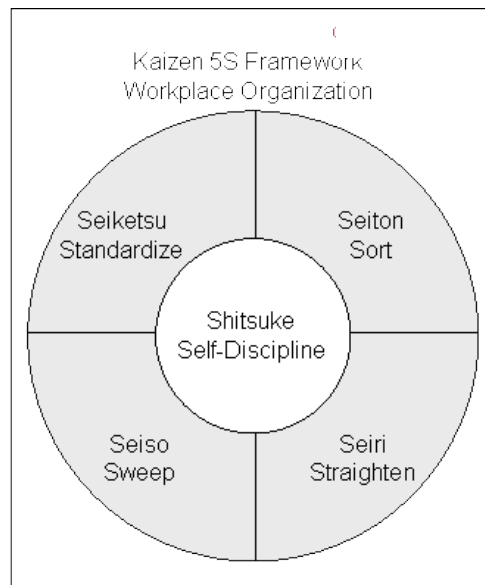 Kaizen 5S Framework
Workplace Organization
Seiketsu
Standardize
Seiton
Sort
Shitsuke
Self-Discipline
Seiso
Sweep
Seiri
Straighten